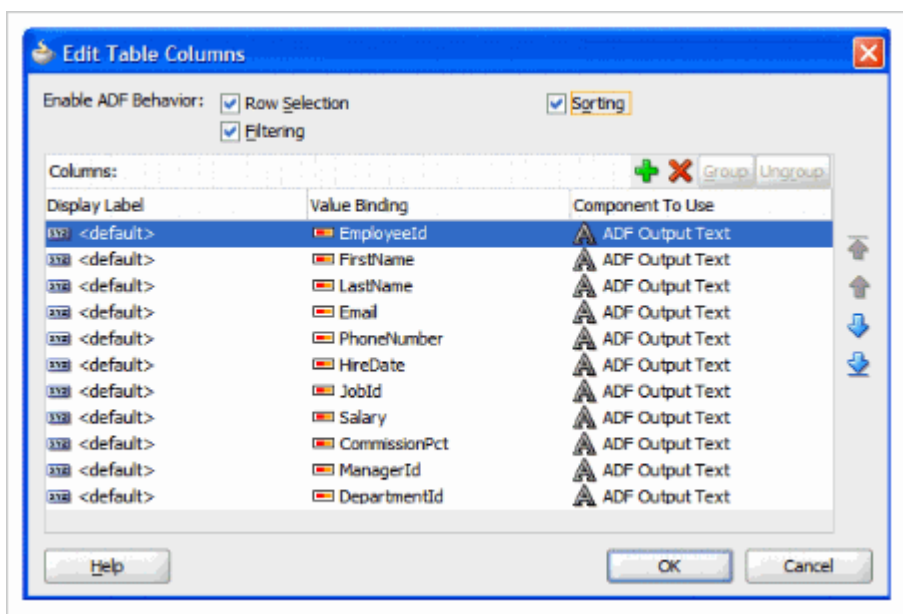 Edit Table Columns
Enable ADF Behavior: Row Selection Sorting
Filtering
Columns: Group Ungroup
Display Label Value Binding Component To Use
<default> EmployeeId ADF Output Text
<default> FirstName ADF Output Text
<default> LastName ADF Output Text
<default> Email ADF Output Text
<default> PhoneNumber ADF Output Text
<default> HireDate ADF Output Text
<default> JobId ADF Output Text
<default> Salary ADF Output Text
<default> CommissionPct ADF Output Text
<default> ManagerId ADF Output Text
<default> DepartmentId ADF Output Text
Help OK Cancel